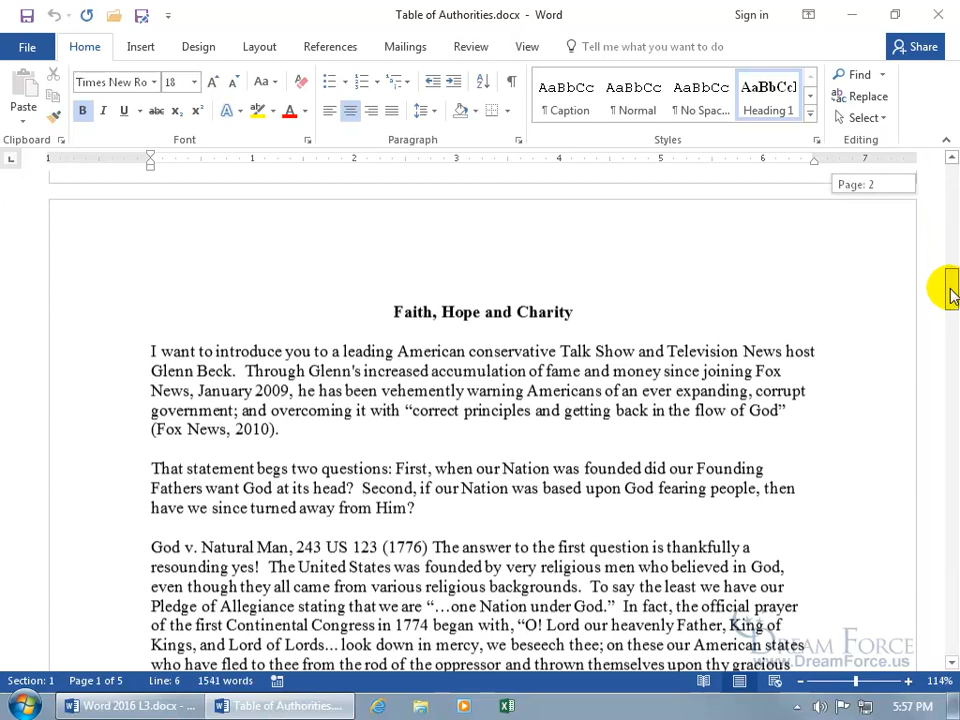 Table of Authorities.docx - Word
Sign in
File Home Insert Design Layout References Mailings Review View Tell me what you want to do Share
Paste
Times New Ro 18
Aa
B I U abc X₂ X²
A
A
¶
AaBbCc AaBbCc AaBbCc AaBbCc
¶ Caption ¶ Normal ¶ No Spac... Heading 1
Find
Replace
Select
Clipboard Font Paragraph Styles Editing
L
1 1 2 3 4 5 6 7
Page: 2
Faith, Hope and Charity
I want to introduce you to a leading American conservative Talk Show and Television News host
Glenn Beck. Through Glenn's increased accumulation of fame and money since joining Fox
News, January 2009, he has been vehemently warning Americans of an ever expanding, corrupt
government; and overcoming it with “correct principles and getting back in the flow of God”
(Fox News, 2010).
That statement begs two questions: First, when our Nation was founded did our Founding
Fathers want God at its head? Second, if our Nation was based upon God fearing people, then
have we since turned away from Him?
God v. Natural Man, 243 US 123 (1776) The answer to the first question is thankfully a
resounding yes! The United States was founded by very religious men who believed in God,
even though they all came from various religious backgrounds. To say the least we have our
Pledge of Allegiance stating that we are “…one Nation under God.” In fact, the official prayer
of the first Continental Congress in 1774 began with, “O! Lord our heavenly Father, King of
Kings, and Lord of Lords... look down in mercy, we beseech thee; on these our American states
who have fled to thee from the rod of the oppressor and thrown themselves upon thy gracious
DREAM FORCE
www.DreamForce.us
Section: 1 Page 1 of 5 Line: 6 1541 words
114%
Word 2016 L3.docx - ...
Table of Authorities....
5:57 PM